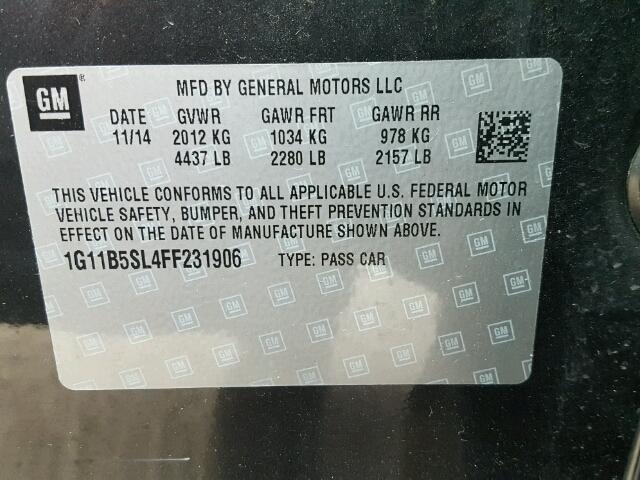 GM ® MFD BY GENERAL MOTORS LLC
DATE GVWR GAWR FRT GAWR RR
11/14 2012 KG 1034 KG 978 KG
4437 LB 2280 LB 2157 LB
THIS VEHICLE CONFORMS TO ALL APPLICABLE U.S. FEDERAL MOTOR
VEHICLE SAFETY, BUMPER, AND THEFT PREVENTION STANDARDS IN
EFFECT ON THE DATE OF MANUFACTURE SHOWN ABOVE.
1G11B5SL4FF231906 TYPE: PASS CAR